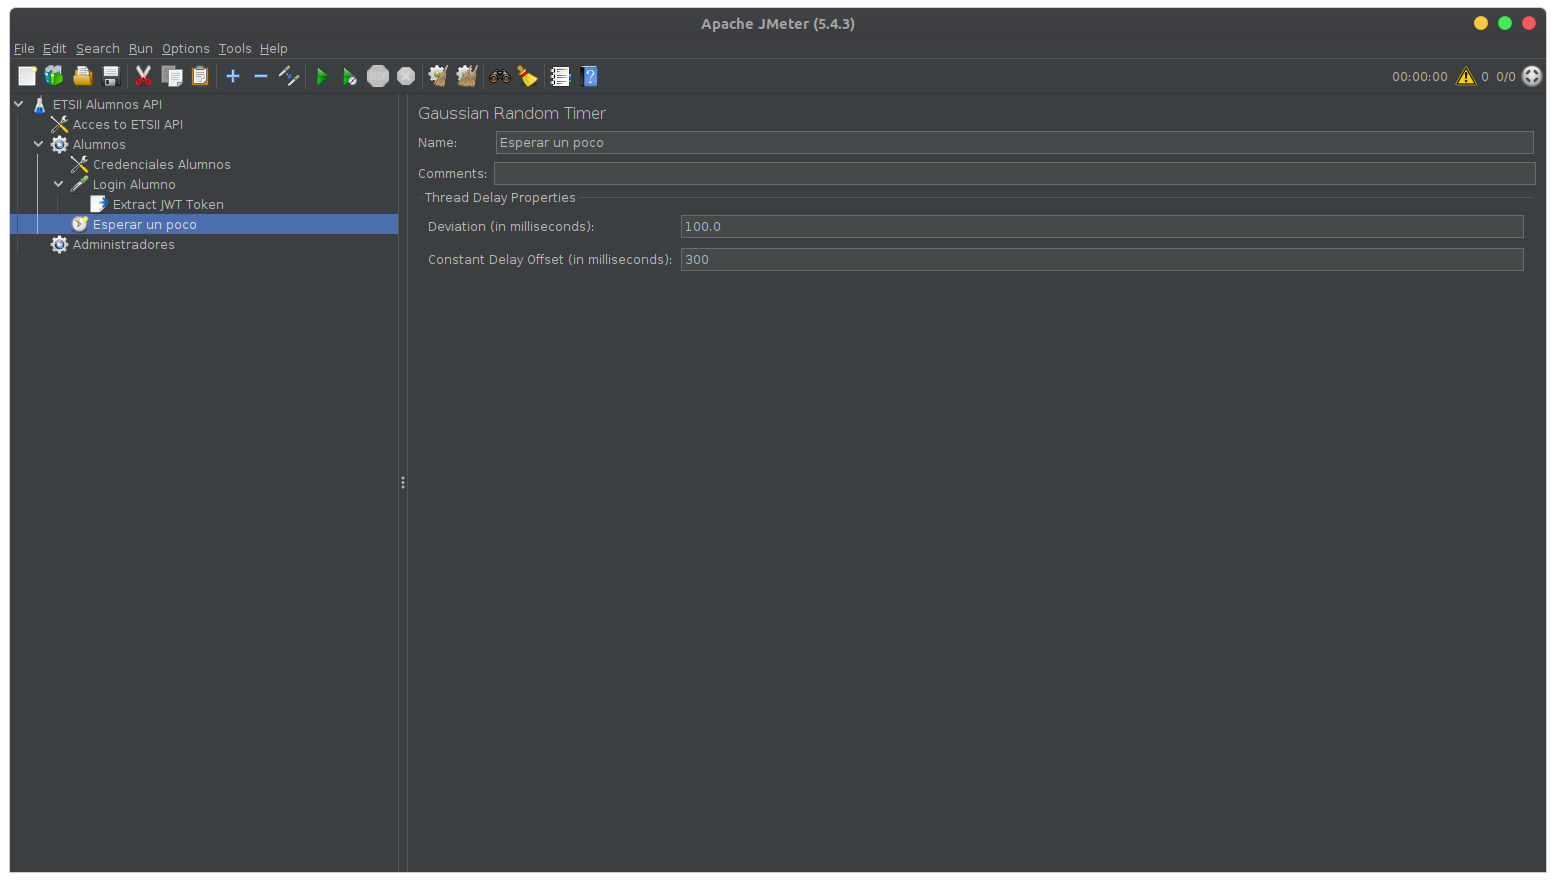 Apache JMeter (5.4.3)
File Edit Search Run Options Tools Help
STOP
00:00:00 0 0/0
ETSII Alumnos API
Acces to ETSII API
Alumnos
Credenciales Alumnos
Login Alumno
Extract JWT Token
Esperar un poco
Administradores
Gaussian Random Timer
Name: Esperar un poco
Comments:
Thread Delay Properties
Deviation (in milliseconds): 100.0
Constant Delay Offset (in milliseconds): 300